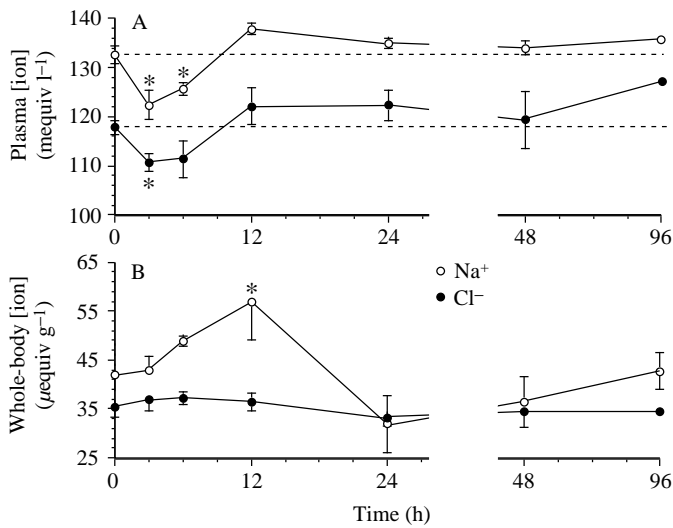 A
140
130
120
110
100
Plasma [ion]
(mequiv l⁻¹)
*
*
*
0
12
24
48
96
B
65
55
45
35
25
Whole-body [ion]
(µequiv g⁻¹)
*
Na⁺
Cl⁻
0
12
24
48
96
Time (h)